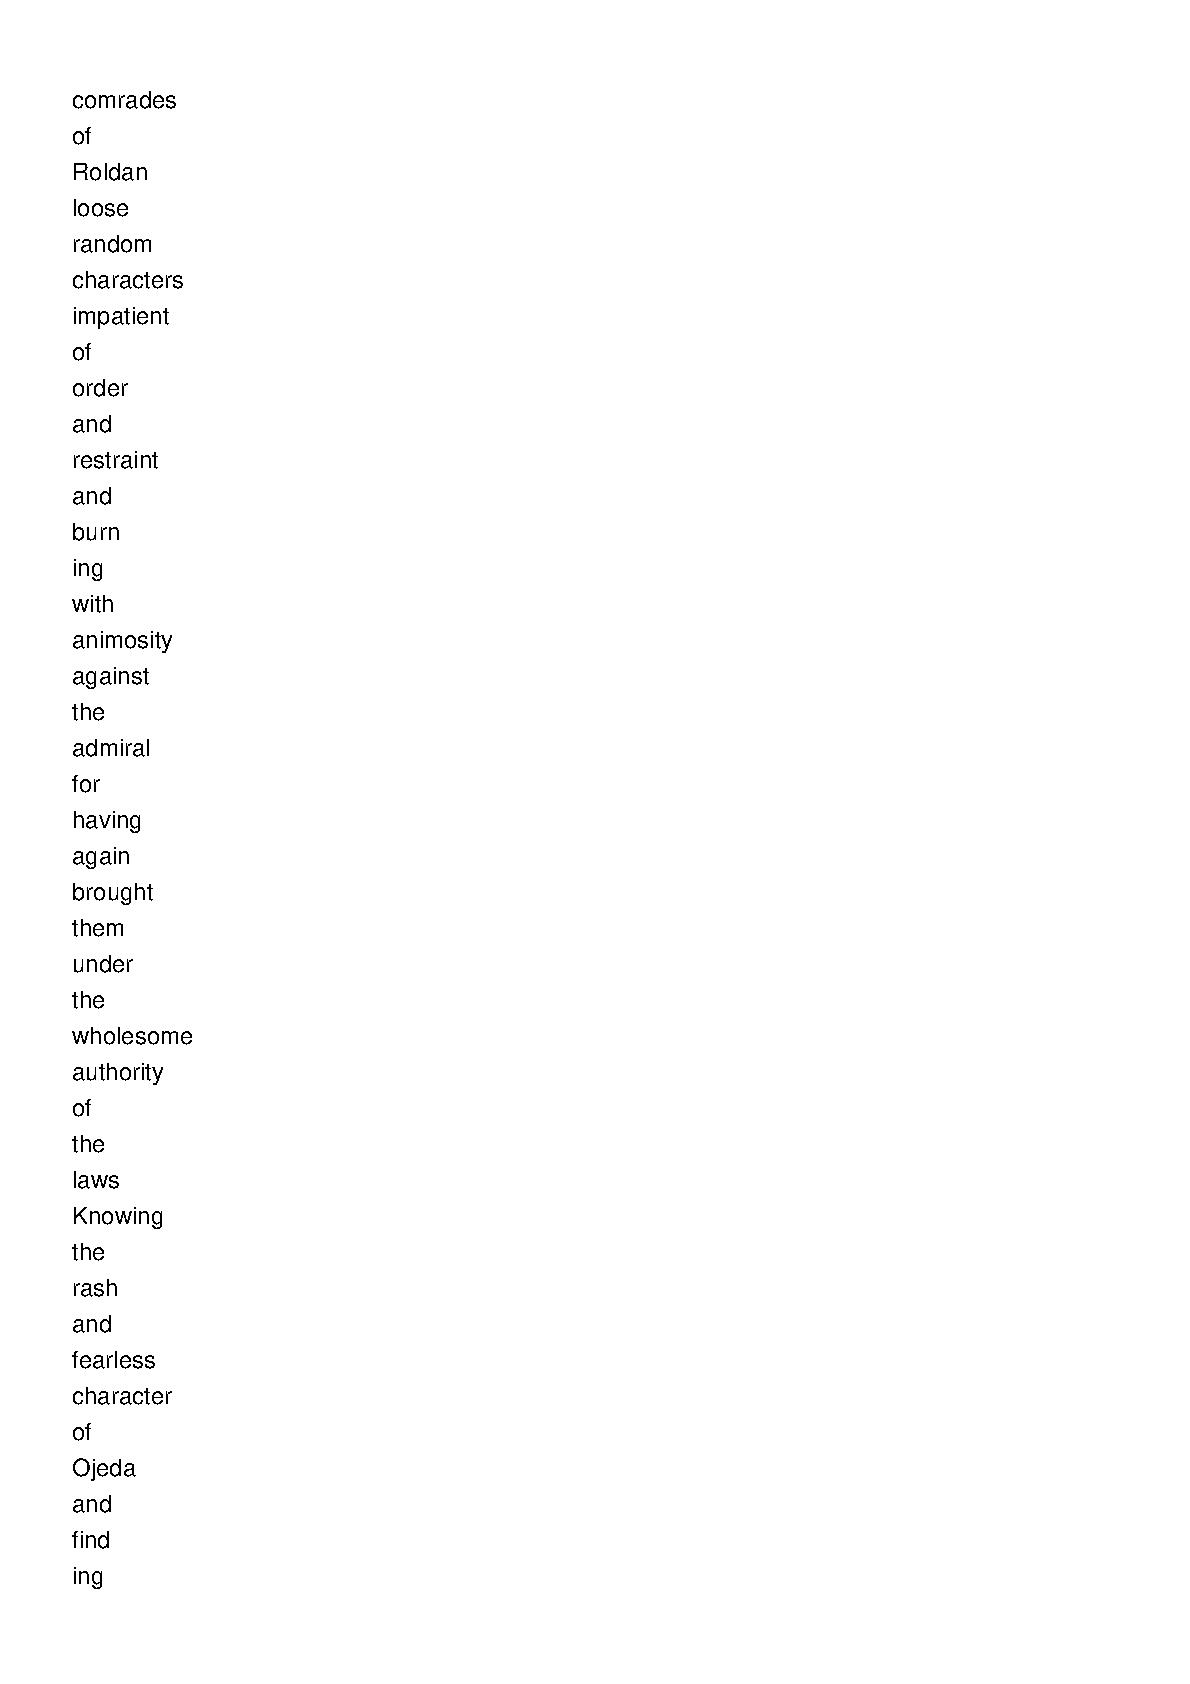 comrades
of
Roldan
loose
random
characters
impatient
of
order
and
restraint
and
burn
ing
with
animosity
against
the
admiral
for
having
again
brought
them
under
the
wholesome
authority
of
the
laws
Knowing
the
rash
and
fearless
character
of
Ojeda
and
find
ing